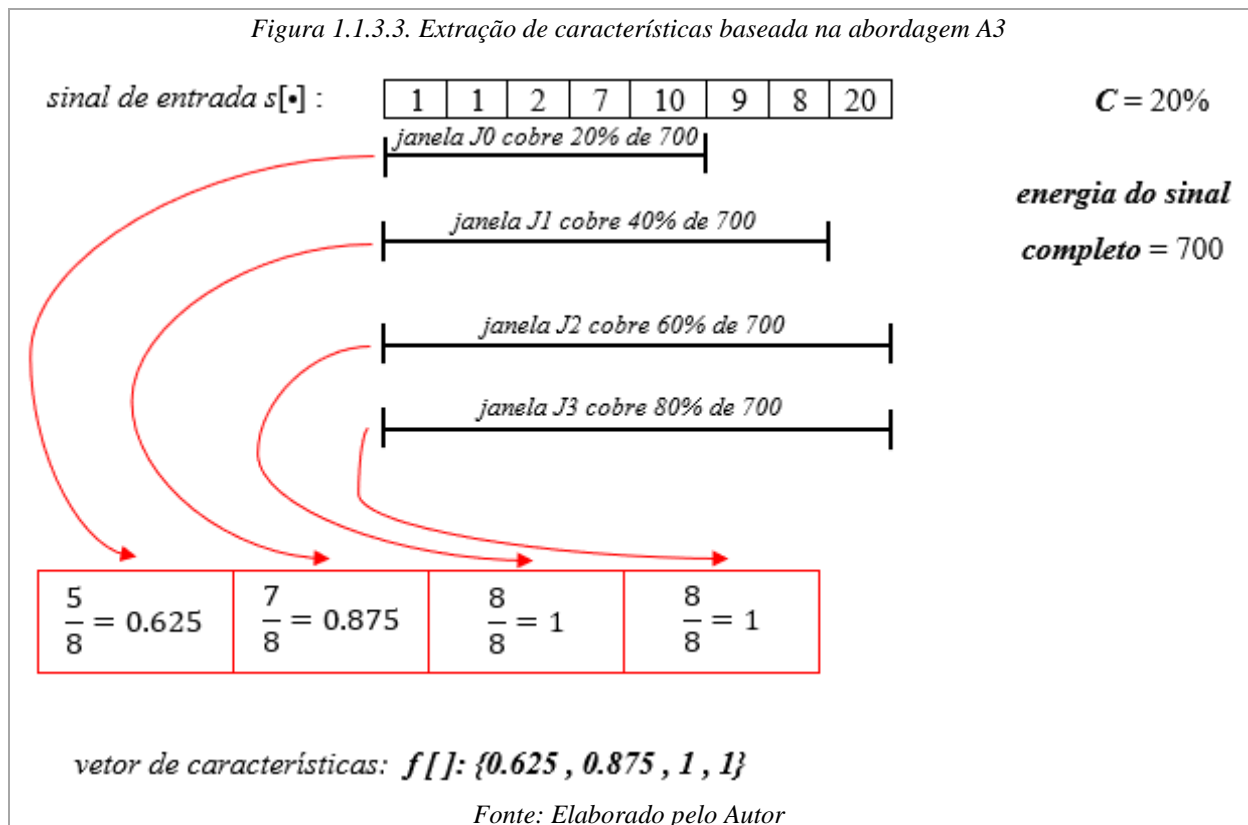 Figura 1.1.3.3. Extração de características baseada na abordagem A3
sinal de entrada s[•] :
1 1 2 7 10 9 8 20
C = 20%
janela J0 cobre 20% de 700
energia do sinal
completo = 700
janela J1 cobre 40% de 700
janela J2 cobre 60% de 700
janela J3 cobre 80% de 700
5/8 = 0.625
7/8 = 0.875
8/8 = 1
8/8 = 1
vetor de características: f [ ]: {0.625 , 0.875 , 1 , 1}
Fonte: Elaborado pelo Autor